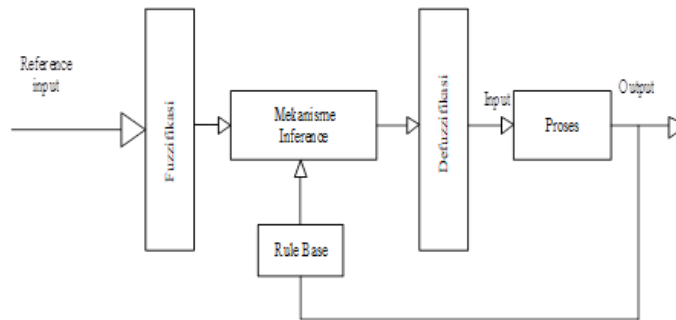 Reference
input
Fuzzifikasi
Mekanisme
Inference
Rule Base
Defuzzifikasi
Input
Proses
Output